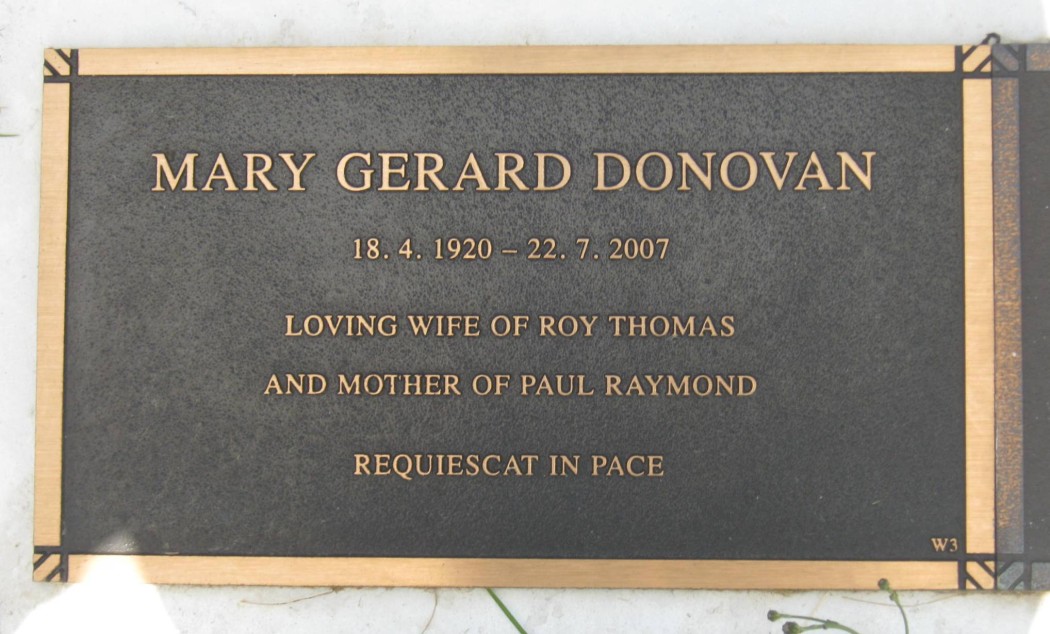 MARY GERARD DONOVAN
18. 4. 1920 – 22. 7. 2007
LOVING WIFE OF ROY THOMAS
AND MOTHER OF PAUL RAYMOND
REQUIESCAT IN PACE
W3